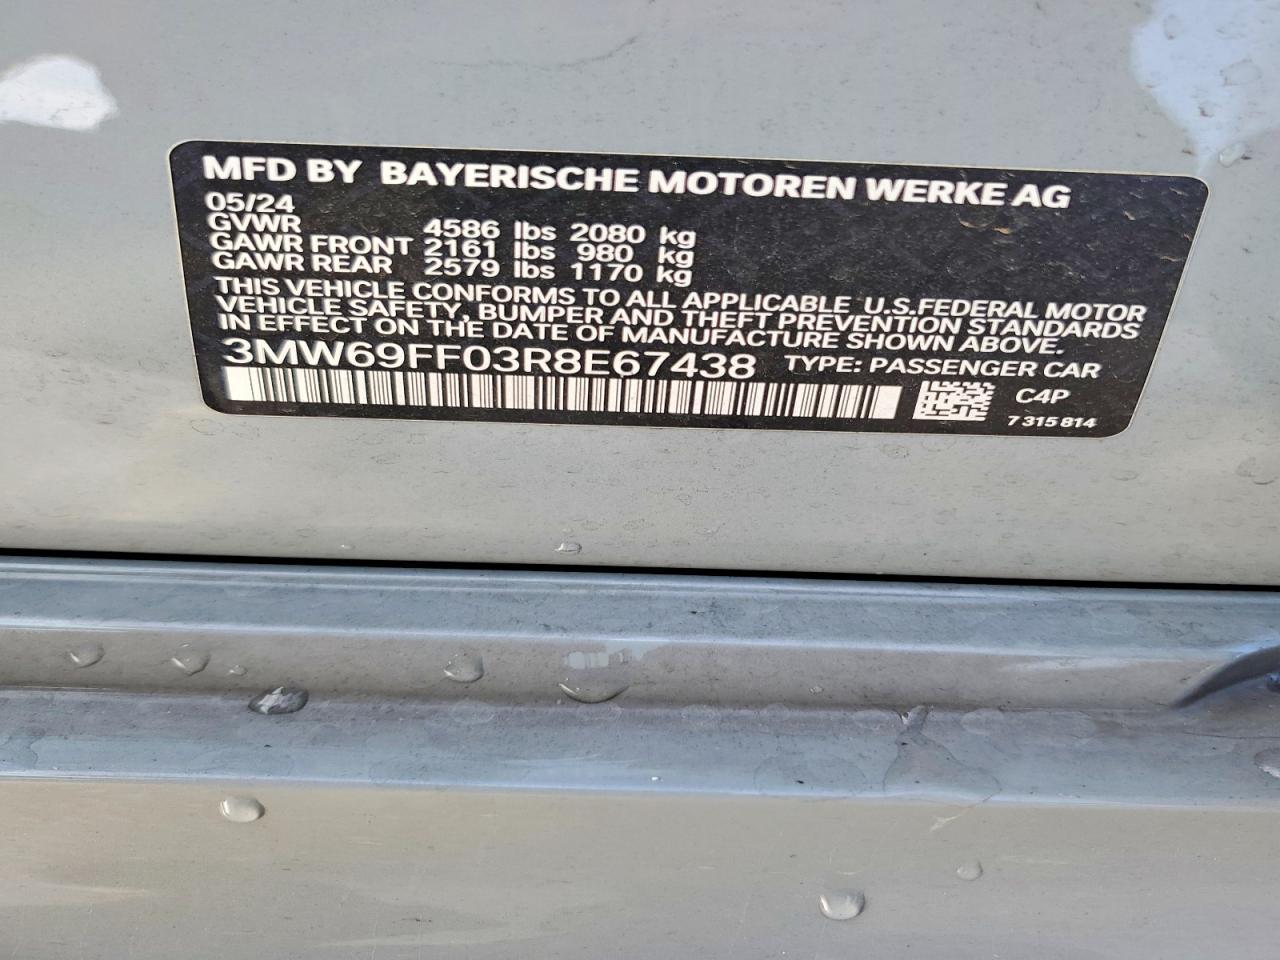 MFD BY BAYERISCHE MOTOREN WERKE AG
05/24
GVWR 4586 lbs 2080 kg
GAWR FRONT 2161 lbs 980 kg
GAWR REAR 2579 lbs 1170 kg
THIS VEHICLE CONFORMS TO ALL APPLICABLE U.S.FEDERAL MOTOR
VEHICLE SAFETY, BUMPER AND THEFT PREVENTION STANDARDS
IN EFFECT ON THE DATE OF MANUFACTURE SHOWN ABOVE.
3MW69FF03R8E67438 TYPE: PASSENGER CAR
C4P
7 315 814